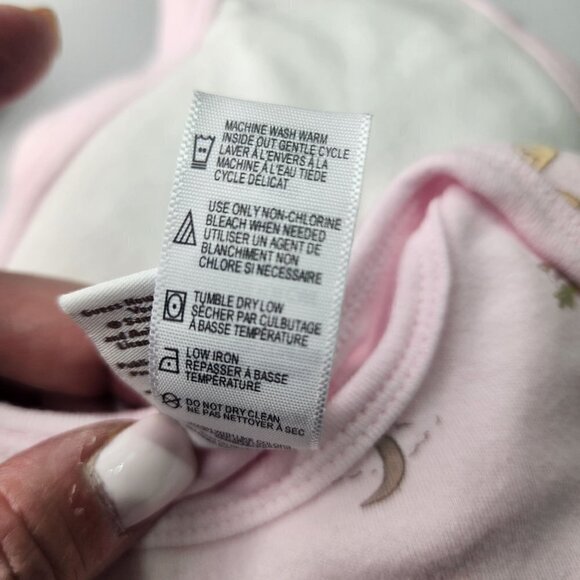 MACHINE WASH WARM
INSIDE OUT GENTLE CYCLE
LAVER À L'ENVERS À LA
MACHINE À L'EAU TIÈDE
CYCLE DÉLICAT
USE ONLY NON-CHLORINE
BLEACH WHEN NEEDED
UTILISER UN AGENT DE
BLANCHIMENT NON
CHLORE SI NECESSAIRE
TUMBLE DRY LOW
SÉCHER PAR CULBUTAGE
À BASSE TEMPÉRATURE
LOW IRON
REPASSER À BASSE
TEMPÉRATURE
DO NOT DRY CLEAN
NE PAS NETTOYER À SEC